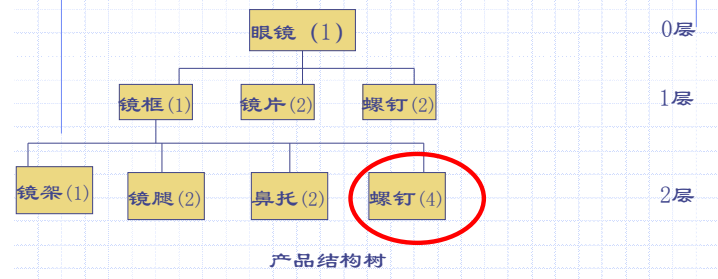 眼镜（1）
0层
镜框(1)
镜片(2)
螺钉(2)
1层
镜架(1)
镜腿(2)
鼻托(2)
螺钉(4)
2层
产品结构树